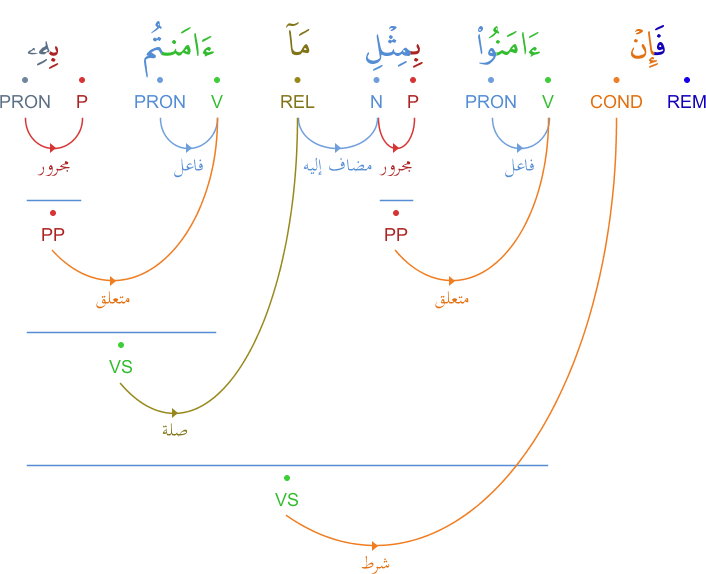 فَإِنْ ءَامَنُوا۟ بِمِثْلِ مَآ ءَامَنتُم بِهِۦ
REM COND V PRON P N REL V PRON P PRON
فاعل مجرور مضاف إليه فاعل مجرور
PP PP
متعلق متعلق
VS
صلة
VS
شرط